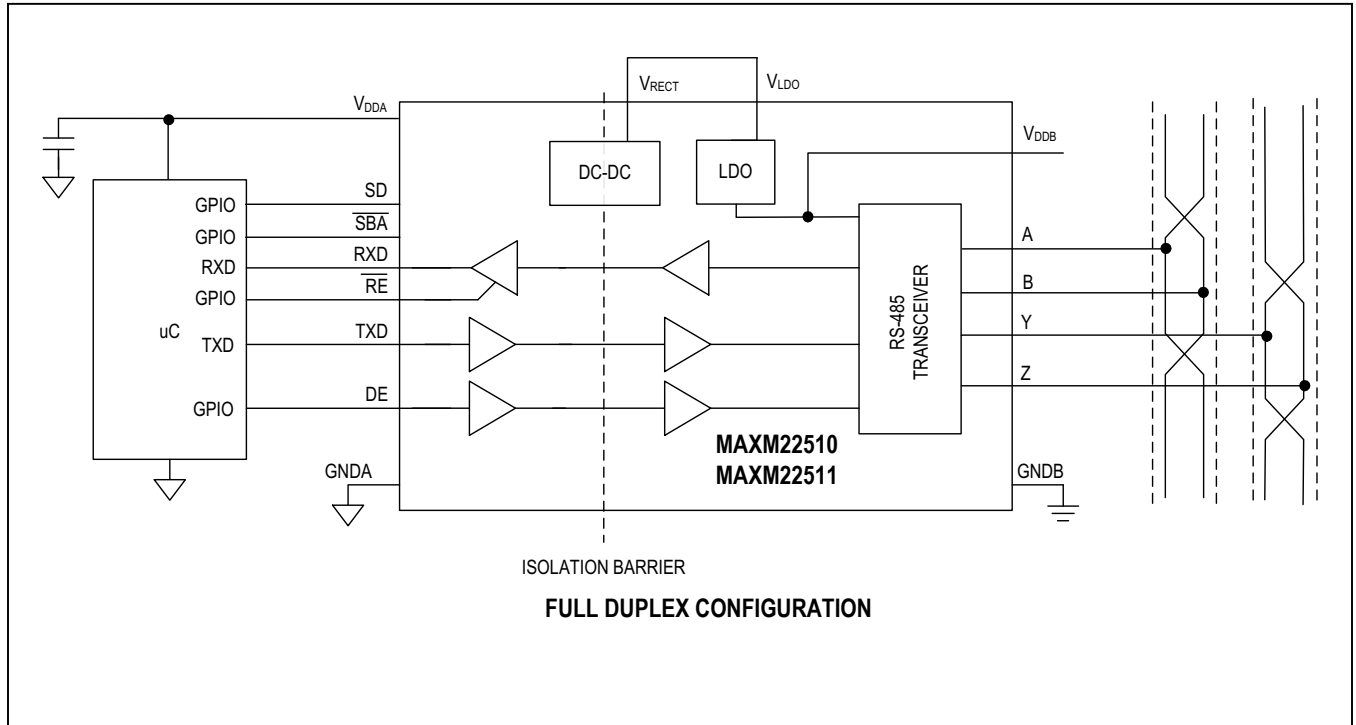 VRECT
VLDO
VDDA
VDDB
DC-DC
LDO
GPIO
SD
GPIO
SBA
RXD
RXD
GPIO
RE
uC
TXD
TXD
GPIO
DE
A
B
Y
Z
RS-485
TRANSCEIVER
MAXM22510
MAXM22511
GNDA
GNDB
ISOLATION BARRIER
FULL DUPLEX CONFIGURATION